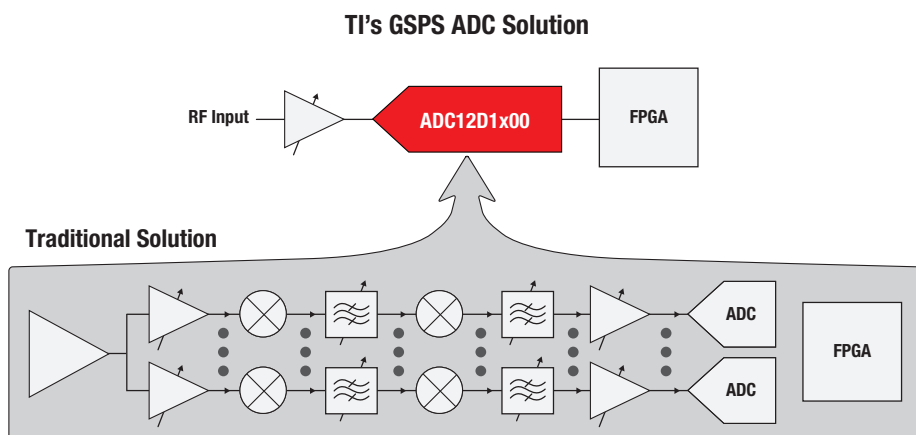 TI's GSPS ADC Solution
RF Input
ADC12D1x00
FPGA
Traditional Solution
ADC
FPGA
ADC